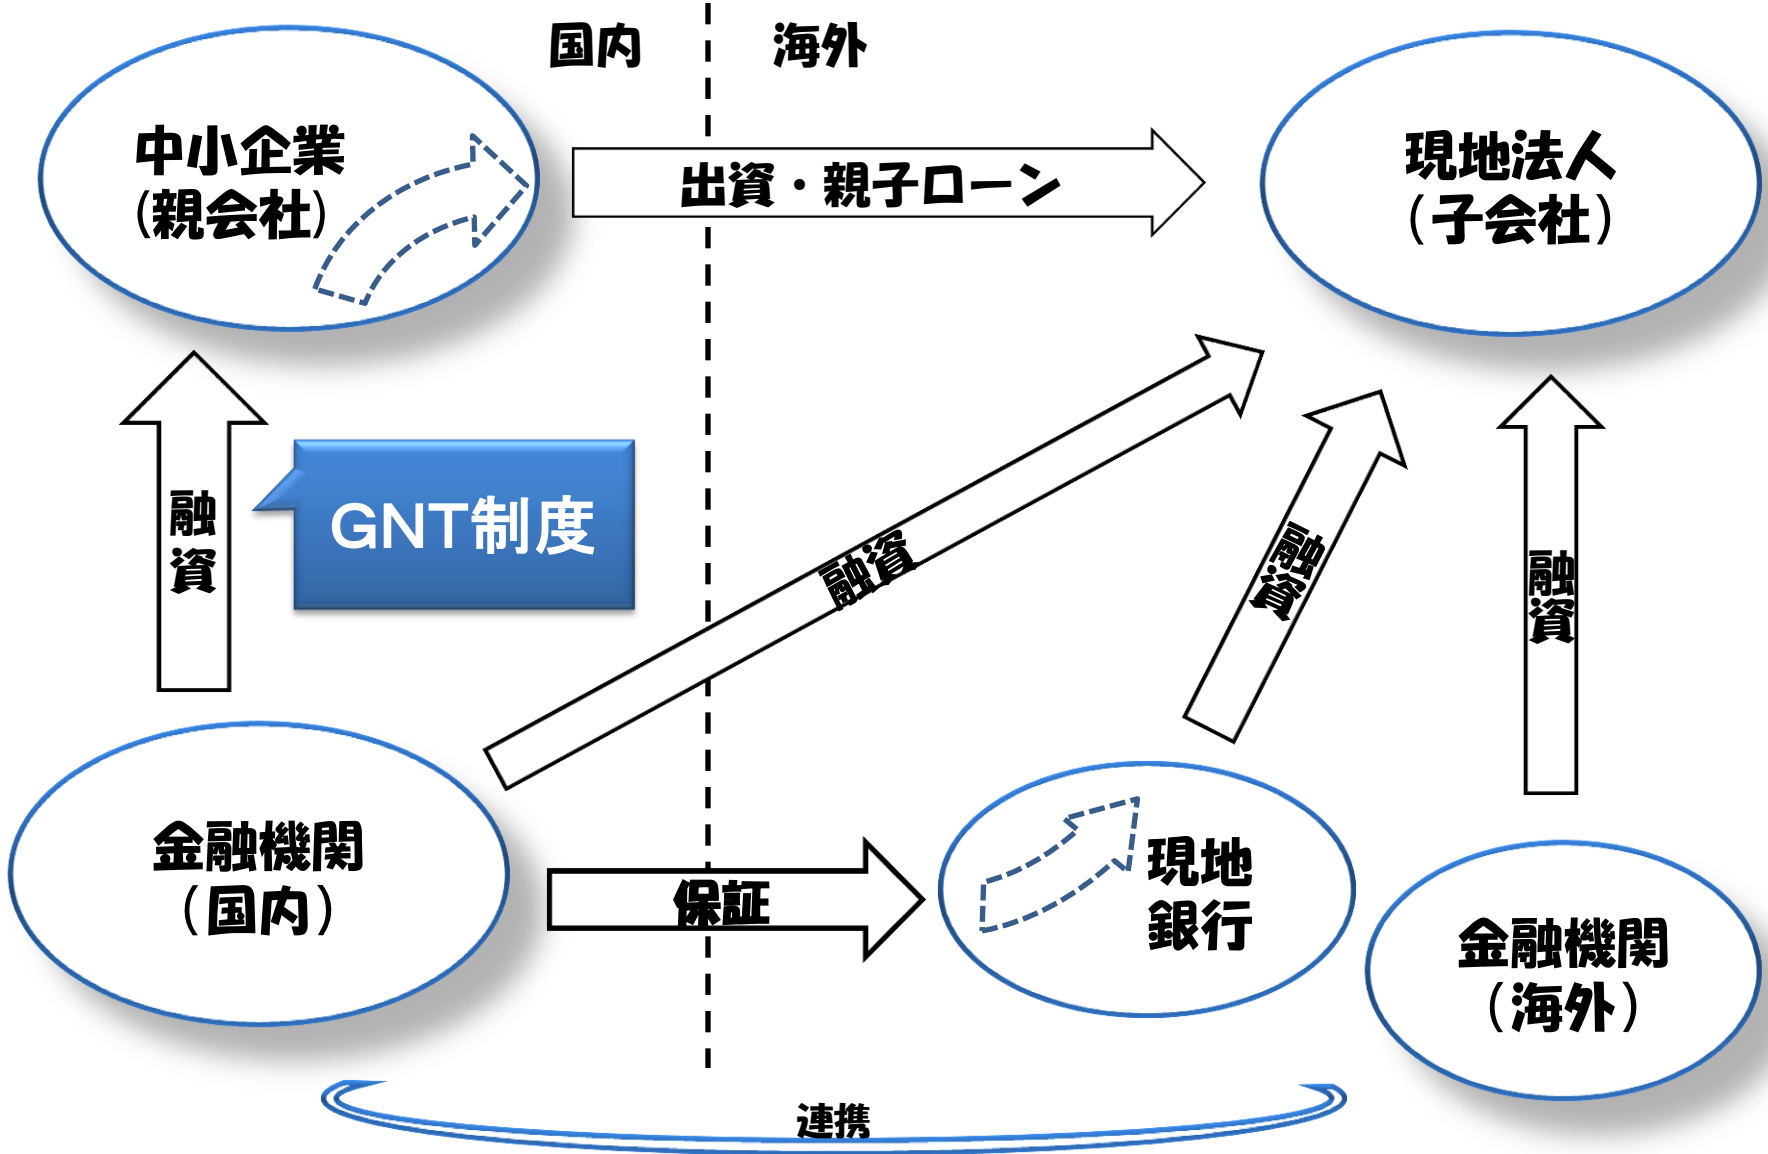 国内
海外
中小企業
(親会社)
出資・親子ローン
現地法人
（子会社）
融資
GNT制度
融資
融資
融資
金融機関
（国内）
保証
現地
銀行
金融機関
（海外）
連携